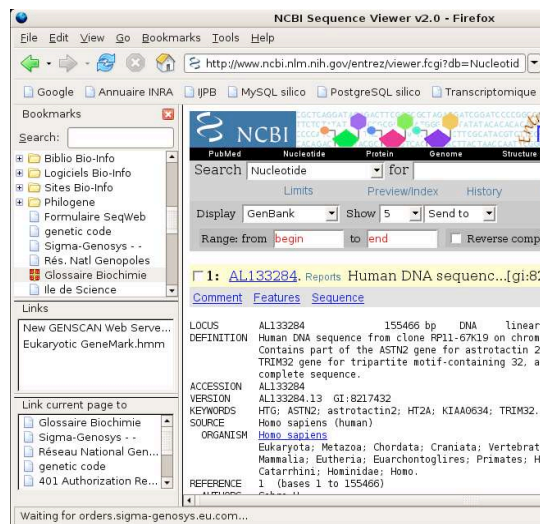 NCBI Sequence Viewer v2.0 - Firefox
File Edit View Go Bookmarks Tools Help
http://www.ncbi.nlm.nih.gov/entrez/viewer.fcgi?db=Nucleotid
Google Annuaire INRA IJPB MySQL silico PostgreSQL silico Transcriptomique
Bookmarks
Search:
Biblio Bio-Info
Logiciels Bio-Info
Sites Bio-Info
Philogene
Formulaire SeqWeb
genetic code
Sigma-Genosys - -
Rés. Natl Genopoles
Glossaire Biochimie
Ile de Science
Links
New GENSCAN Web Serve...
Eukaryotic GeneMark.hmm
Link current page to
Glossaire Biochimie
Sigma-Genosys - -
Réseau National Gen...
genetic code
401 Authorization Re...
NCBI
PubMed Nucleotide Protein Genome Structure
Search Nucleotide for
Limits Preview/Index History
Display GenBank Show 5 Send to
Range: from begin to end Reverse comp
1: AL133284. Reports Human DNA sequenc...[gi:82
Comment Features Sequence
LOCUS AL133284 155466 bp DNA linear
DEFINITION Human DNA sequence from clone RP11-67K19 on chrom
Contains part of the ASTN2 gene for astrotactin 2
TRIM32 gene for tripartite motif-containing 32, a
complete sequence.
ACCESSION AL133284
VERSION AL133284.13 GI:8217432
KEYWORDS HTG; ASTN2; astrotactin2; HT2A; KIAA0634; TRIM32.
SOURCE Homo sapiens (human)
ORGANISM Homo sapiens
Eukaryota; Metazoa; Chordata; Craniata; Vertebrat
Mammalia; Eutheria; Euarchontoglires; Primates; H
Catarrhini; Hominidae; Homo.
REFERENCE 1 (bases 1 to 155466)
Waiting for orders.sigma-genosys.eu.com...